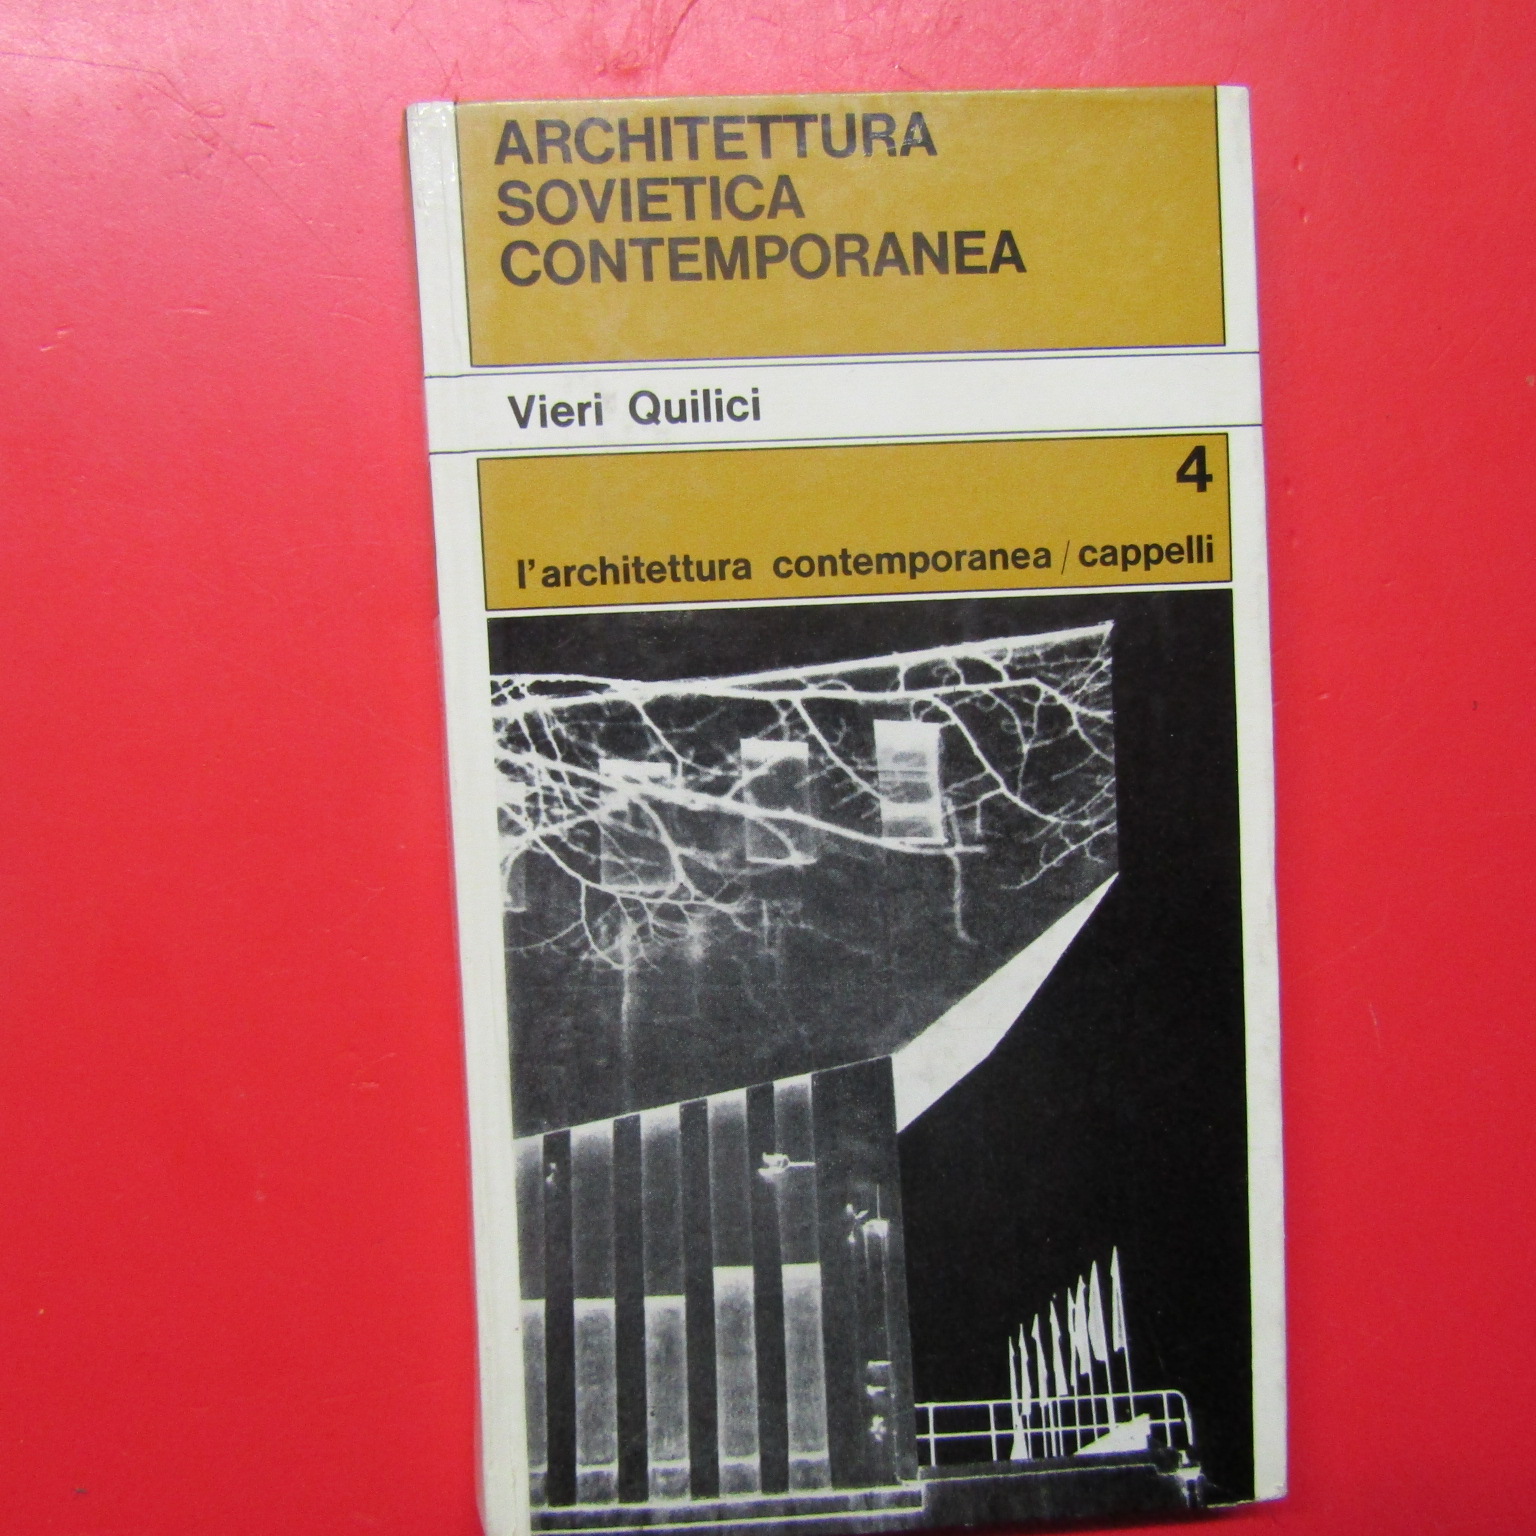 ARCHITETTURA
SOVIETICA
CONTEMPORANEA
Vieri Quilici
4
l'architettura contemporanea / cappelli